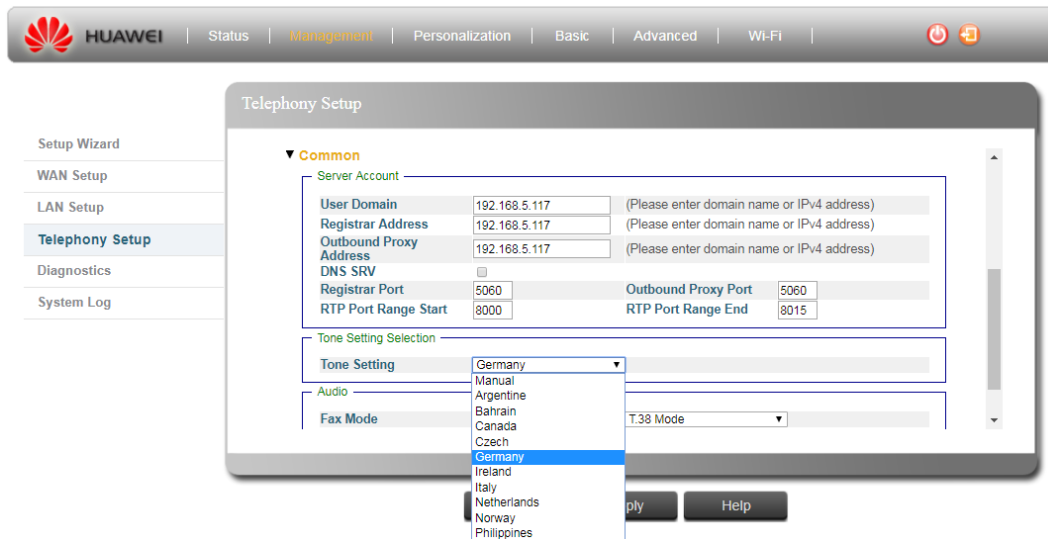 HUAWEI | Status | Management | Personalization | Basic | Advanced | Wi-Fi |
Telephony Setup
Setup Wizard
WAN Setup
LAN Setup
Telephony Setup
Diagnostics
System Log
▼ Common
Server Account
User Domain 192.168.5.117 (Please enter domain name or IPv4 address)
Registrar Address 192.168.5.117 (Please enter domain name or IPv4 address)
Outbound Proxy
Address 192.168.5.117 (Please enter domain name or IPv4 address)
DNS SRV
Registrar Port 5060 Outbound Proxy Port 5060
RTP Port Range Start 8000 RTP Port Range End 8015
Tone Setting Selection
Tone Setting Germany
Manual
Argentine
Bahrain
Canada
Czech
Germany
Ireland
Italy
Netherlands
Norway
Philippines
Audio
Fax Mode T.38 Mode
Help